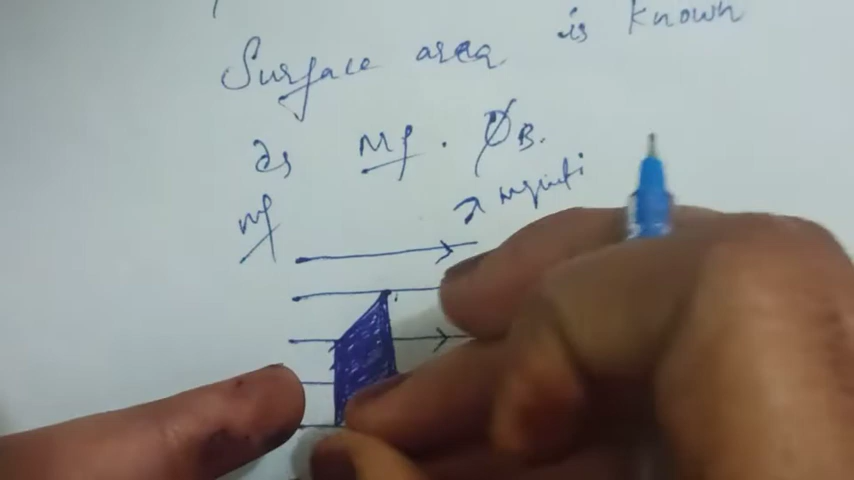 Surface area is known
as Mf. ØB.
mf